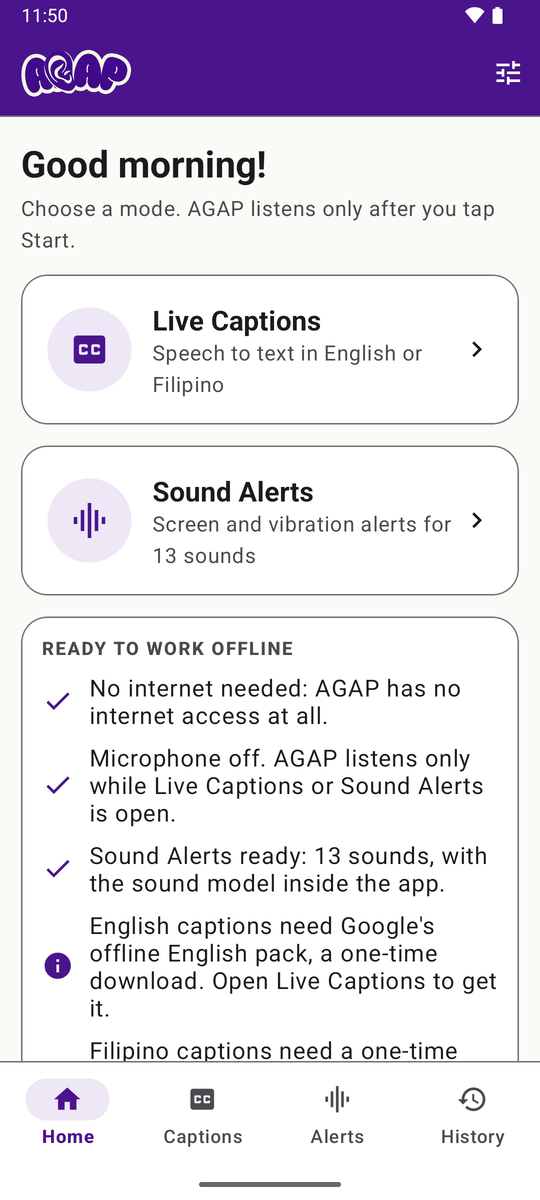 11:50
AGAP
Good morning!
Choose a mode. AGAP listens only after you tap
Start.
Live Captions
Speech to text in English or
Filipino
Sound Alerts
Screen and vibration alerts for
13 sounds
READY TO WORK OFFLINE
No internet needed: AGAP has no
internet access at all.
Microphone off. AGAP listens only
while Live Captions or Sound Alerts
is open.
Sound Alerts ready: 13 sounds, with
the sound model inside the app.
English captions need Google's
offline English pack, a one-time
download. Open Live Captions to get
it.
Filipino captions need a one-time
Home
CC
Captions
Alerts
History